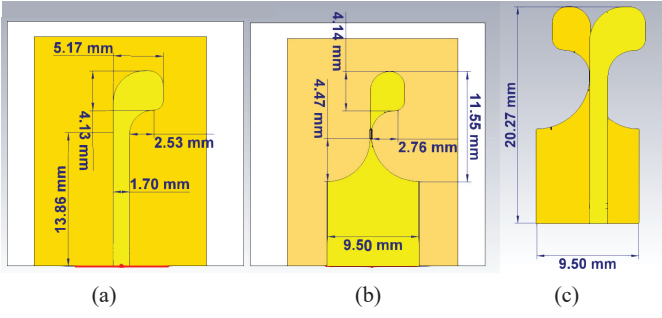 5.17 mm
4.13 mm
2.53 mm
13.86 mm
1.70 mm
(a)
4.14 mm
4.47 mm
11.55 mm
2.76 mm
9.50 mm
(b)
20.27 mm
9.50 mm
(c)